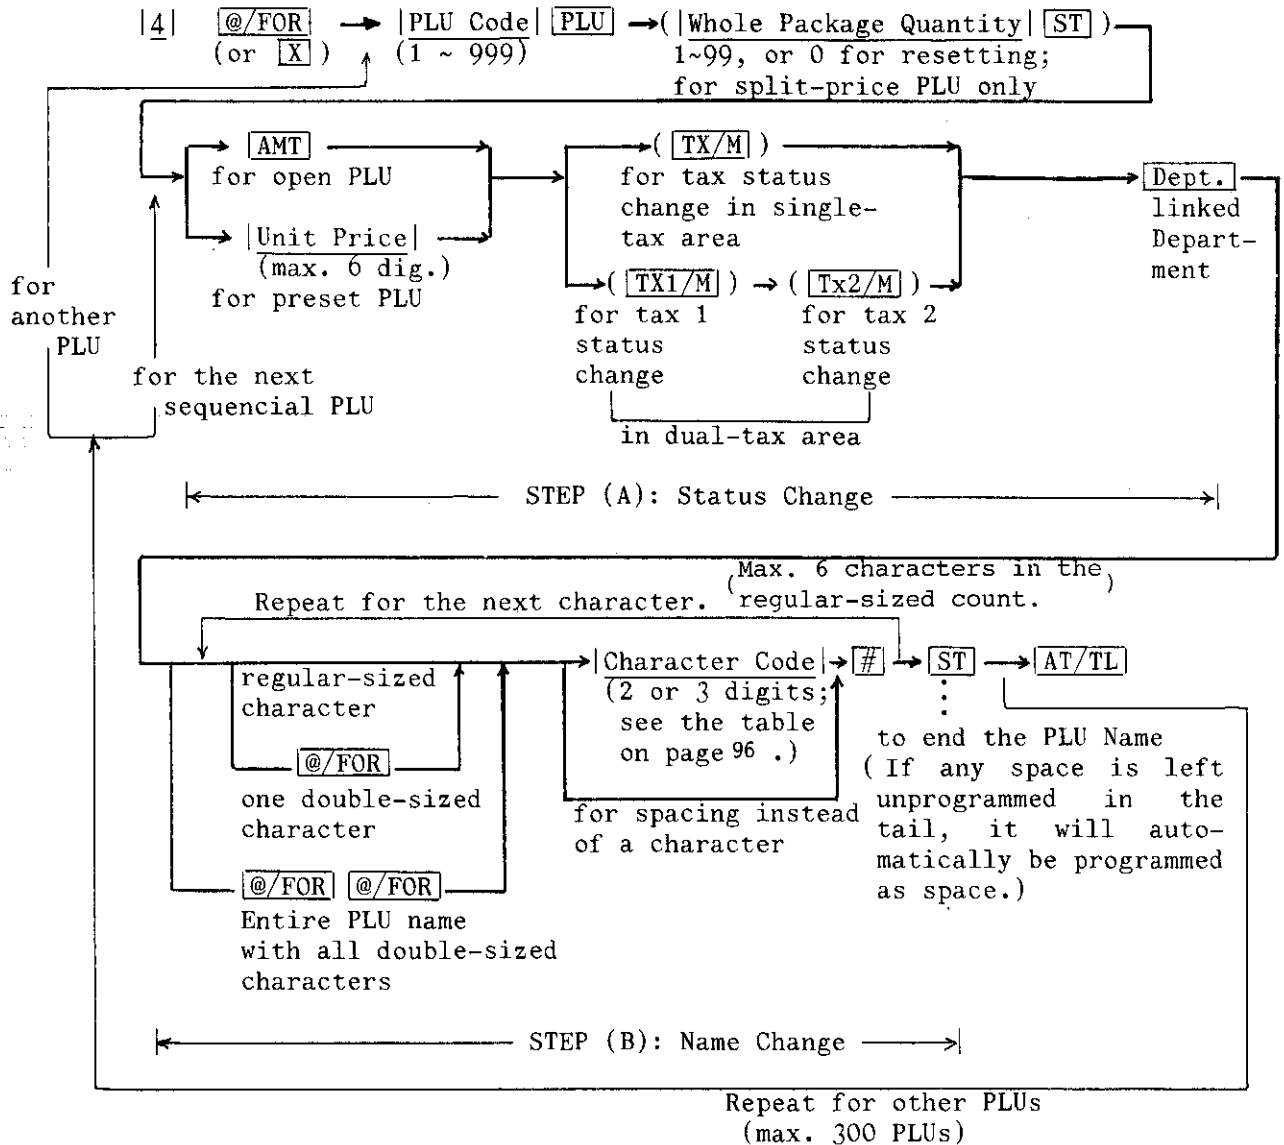 |4| @/FOR |PLU Code| PLU (|Whole Package Quantity| ST)
(or X) (1 ~ 999) 1~99, or 0 for resetting;
for split-price PLU only
AMT
for open PLU
|Unit Price|
(max. 6 dig.)
for preset PLU
(TX/M)
for tax status
change in single-
tax area
(TX1/M) (Tx2/M)
for tax 1
status
change
for tax 2
status
change
in dual-tax area
Dept.
linked
Depart-
ment
for
another
PLU
for the next
sequencial PLU
STEP (A): Status Change
Repeat for the next character.
(Max. 6 characters in the
regular-sized count.)
regular-sized
character
@/FOR
one double-sized
character
@/FOR @/FOR
Entire PLU name
with all double-sized
characters
|Character Code| # ST AT/TL
(2 or 3 digits;
see the table
on page 96 .)
for spacing instead
of a character
to end the PLU Name
(If any space is left
unprogrammed in the
tail, it will auto-
matically be programmed
as space.)
STEP (B): Name Change
Repeat for other PLUs
(max. 300 PLUs)